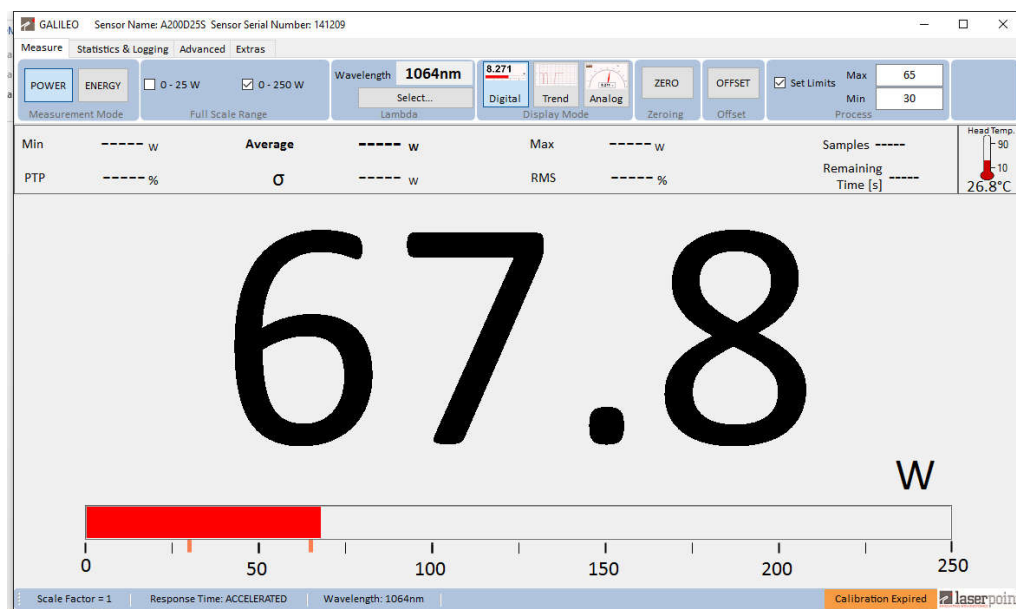 GALILEO Sensor Name: A200D25S Sensor Serial Number: 141209
Measure Statistics & Logging Advanced Extras
POWER ENERGY 0 - 25 W 0 - 250 W Wavelength 1064nm Select... 8.271 Digital Trend Analog ZERO OFFSET Set Limits Max 65 Min 30
Measurement Mode Full Scale Range Lambda Display Mode Zeroing Offset Process
Min ----- W Average ----- W Max ----- W Samples -----
PTP ----- % σ ----- W RMS ----- % Remaining Time [s] -----
Head Temp.
90
10
26.8°C
67.8
W
0 50 100 150 200 250
Scale Factor = 1 Response Time: ACCELERATED Wavelength: 1064nm Calibration Expired laserpoin